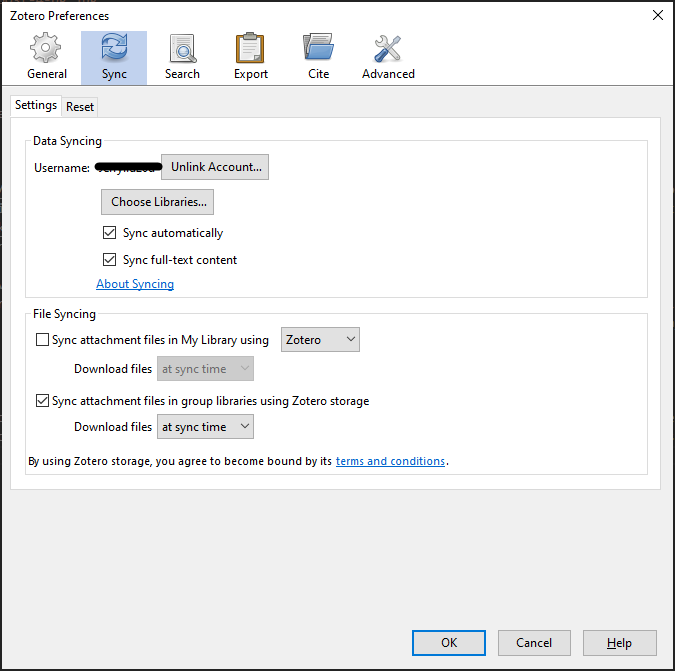 Zotero Preferences
General
Sync
Search
Export
Cite
Advanced
Settings
Reset
Data Syncing
Username:
Unlink Account...
Choose Libraries...
Sync automatically
Sync full-text content
About Syncing
File Syncing
Sync attachment files in My Library using Zotero
Download files at sync time
Sync attachment files in group libraries using Zotero storage
Download files at sync time
By using Zotero storage, you agree to become bound by its terms and conditions.
OK
Cancel
Help